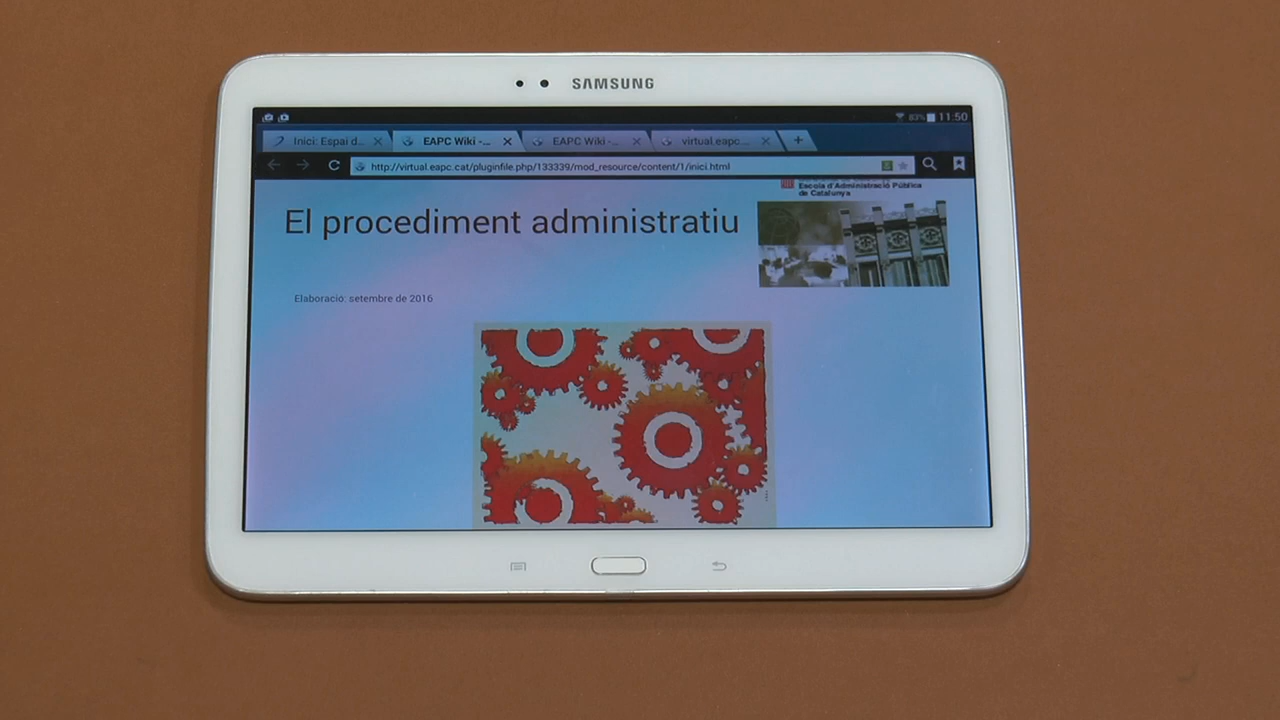 SAMSUNG
83% 11:50
Inici: Espai d... EAPC Wiki -... EAPC Wiki -... virtual.eapc...
http://virtual.eapc.cat/pluginfile.php/133339/mod_resource/content/1/inici.html
Escola d'Administració Pública
de Catalunya
El procediment administratiu
Elaboració: setembre de 2016